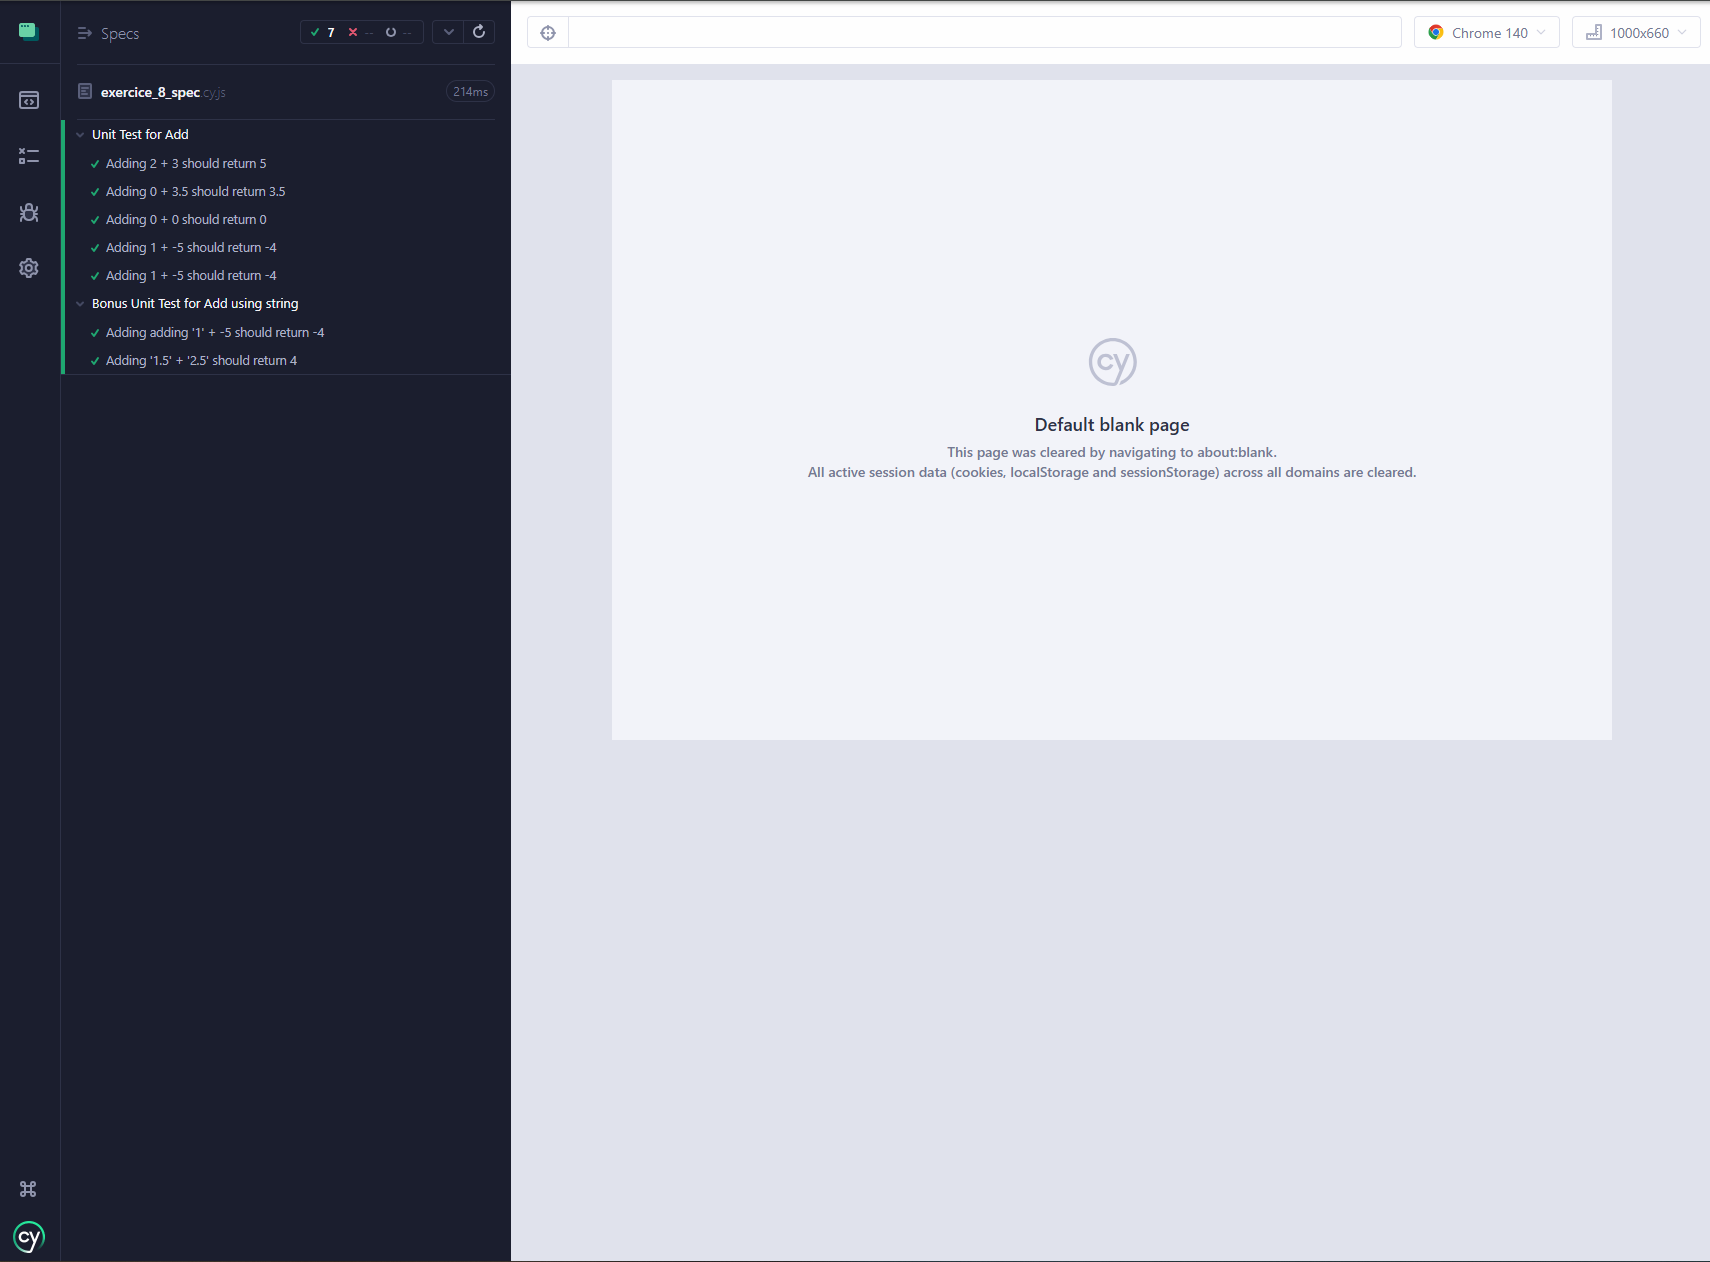 Specs
7 -- --
exercice_8_spec.cy.js
214ms
Unit Test for Add
Adding 2 + 3 should return 5
Adding 0 + 3.5 should return 3.5
Adding 0 + 0 should return 0
Adding 1 + -5 should return -4
Adding 1 + -5 should return -4
Bonus Unit Test for Add using string
Adding adding '1' + -5 should return -4
Adding '1.5' + '2.5' should return 4
cy
Chrome 140
1000x660
cy
Default blank page
This page was cleared by navigating to about:blank.
All active session data (cookies, localStorage and sessionStorage) across all domains are cleared.